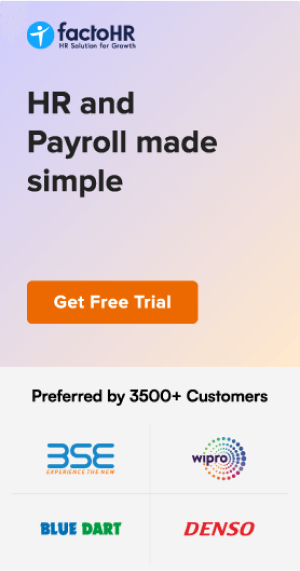 factoHR
HR Solution for Growth
HR and
Payroll made
simple
Get Free Trial
Preferred by 3500+ Customers
BSE
EXPERIENCE THE NEW
wipro
BLUE DART
DENSO